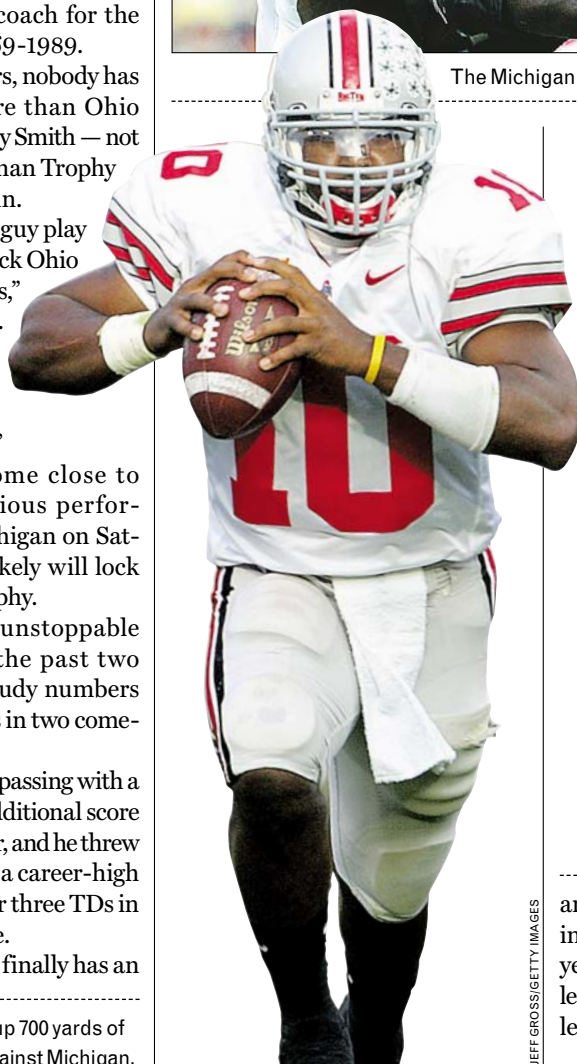 coach for the
69-1989.
rs, nobody has
re than Ohio
y Smith — not
man Trophy
n.
guy play
ck Ohio
s,”
.
,
ome close to
ious perfor-
higan on Sat-
kely will lock
phy.
unstoppable
the past two
udy numbers
s in two come-
passing with a
dditional score
r, and he threw
a career-high
r three TDs in
e.
finally has an
up 700 yards of
ainst Michigan.
The Michigan
10
10
Wilson
10
JEFF GROSS/GETTY IMAGES
an
in
ye
le
le